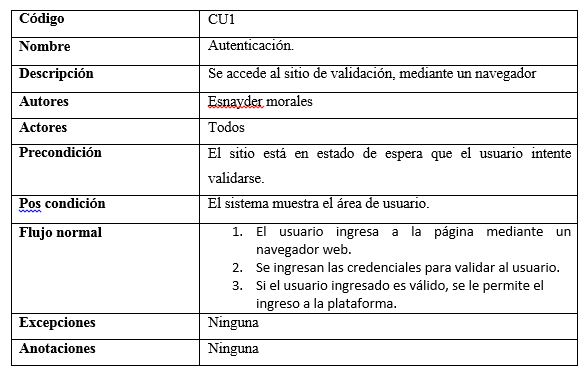 Código CU1
Nombre Autenticación.
Descripción Se accede al sitio de validación, mediante un navegador
Autores Esnayder morales
Actores Todos
Precondición El sitio está en estado de espera que el usuario intente
validarse.
Pos condición El sistema muestra el área de usuario.
Flujo normal 1. El usuario ingresa a la página mediante un
navegador web.
2. Se ingresan las credenciales para validar al usuario.
3. Si el usuario ingresado es válido, se le permite el
ingreso a la plataforma.
Excepciones Ninguna
Anotaciones Ninguna